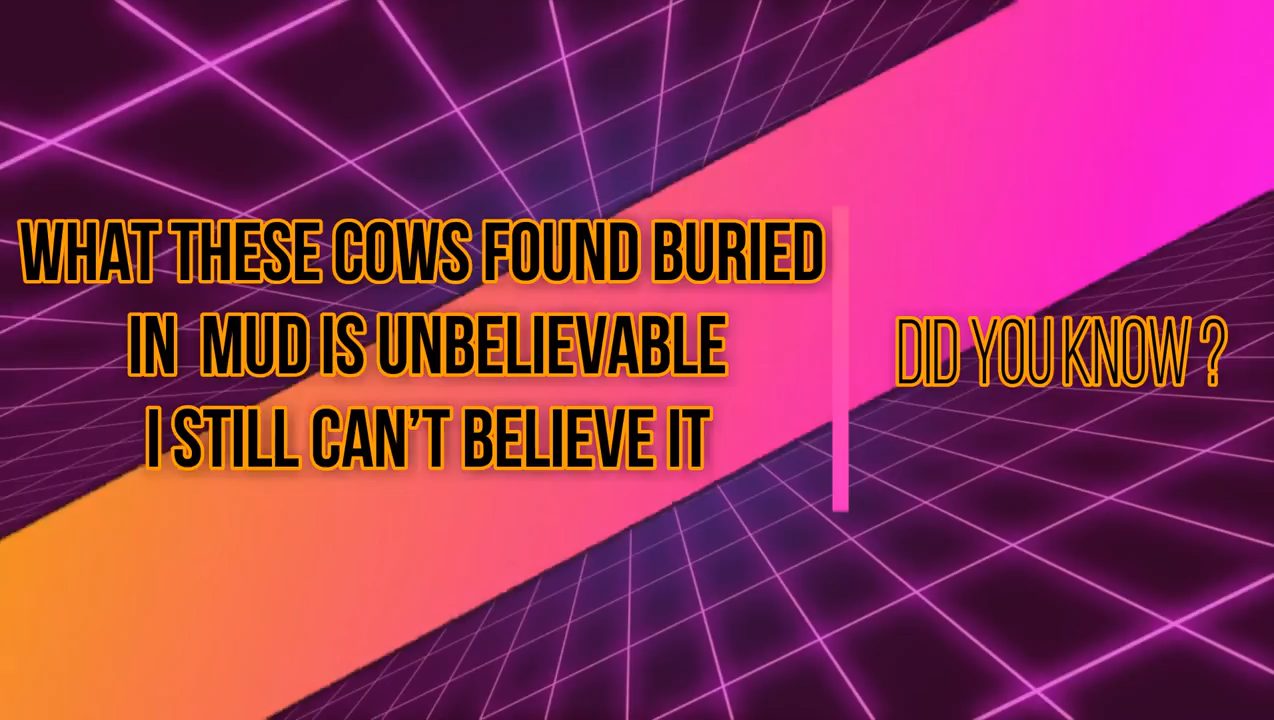 WHAT THESE COWS FOUND BURIED
IN  MUD IS UNBELIEVABLE
I STILL CAN’T BELIEVE IT
DID YOU KNOW ?